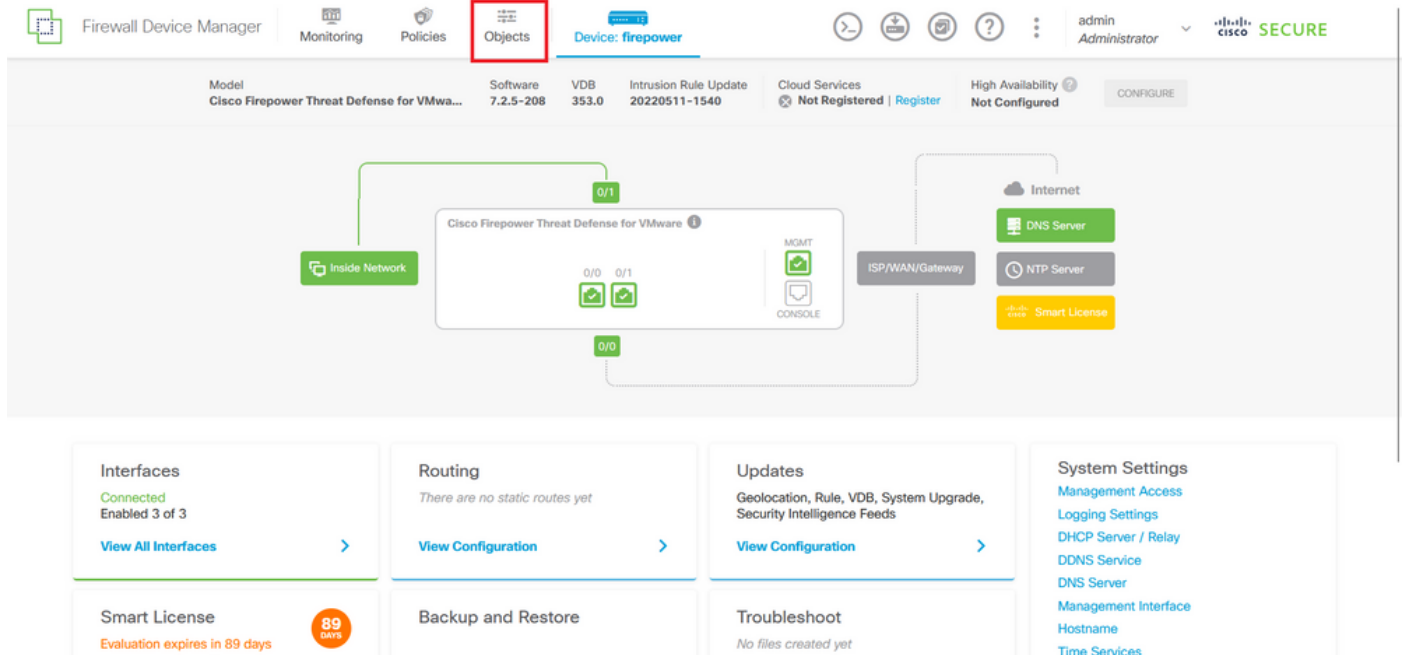 Firewall Device Manager
Monitoring
Policies
Objects
Device: firepower
admin
Administrator
CISCO SECURE
Model
Cisco Firepower Threat Defense for VMwa...
Software
7.2.5-208
VDB
353.0
Intrusion Rule Update
20220511-1540
Cloud Services
Not Registered | Register
High Availability
Not Configured
CONFIGURE
0/1
Internet
Cisco Firepower Threat Defense for VMware
DNS Server
MGMT
Inside Network
0/0 0/1
ISP/WAN/Gateway
NTP Server
CONSOLE
CISCO Smart License
0/0
Interfaces
Connected
Enabled 3 of 3
View All Interfaces
Routing
There are no static routes yet
View Configuration
Updates
Geolocation, Rule, VDB, System Upgrade,
Security Intelligence Feeds
View Configuration
System Settings
Management Access
Logging Settings
DHCP Server / Relay
DDNS Service
DNS Server
Management Interface
Hostname
Time Services
Smart License
89
DAYS
Evaluation expires in 89 days
Backup and Restore
Troubleshoot
No files created yet